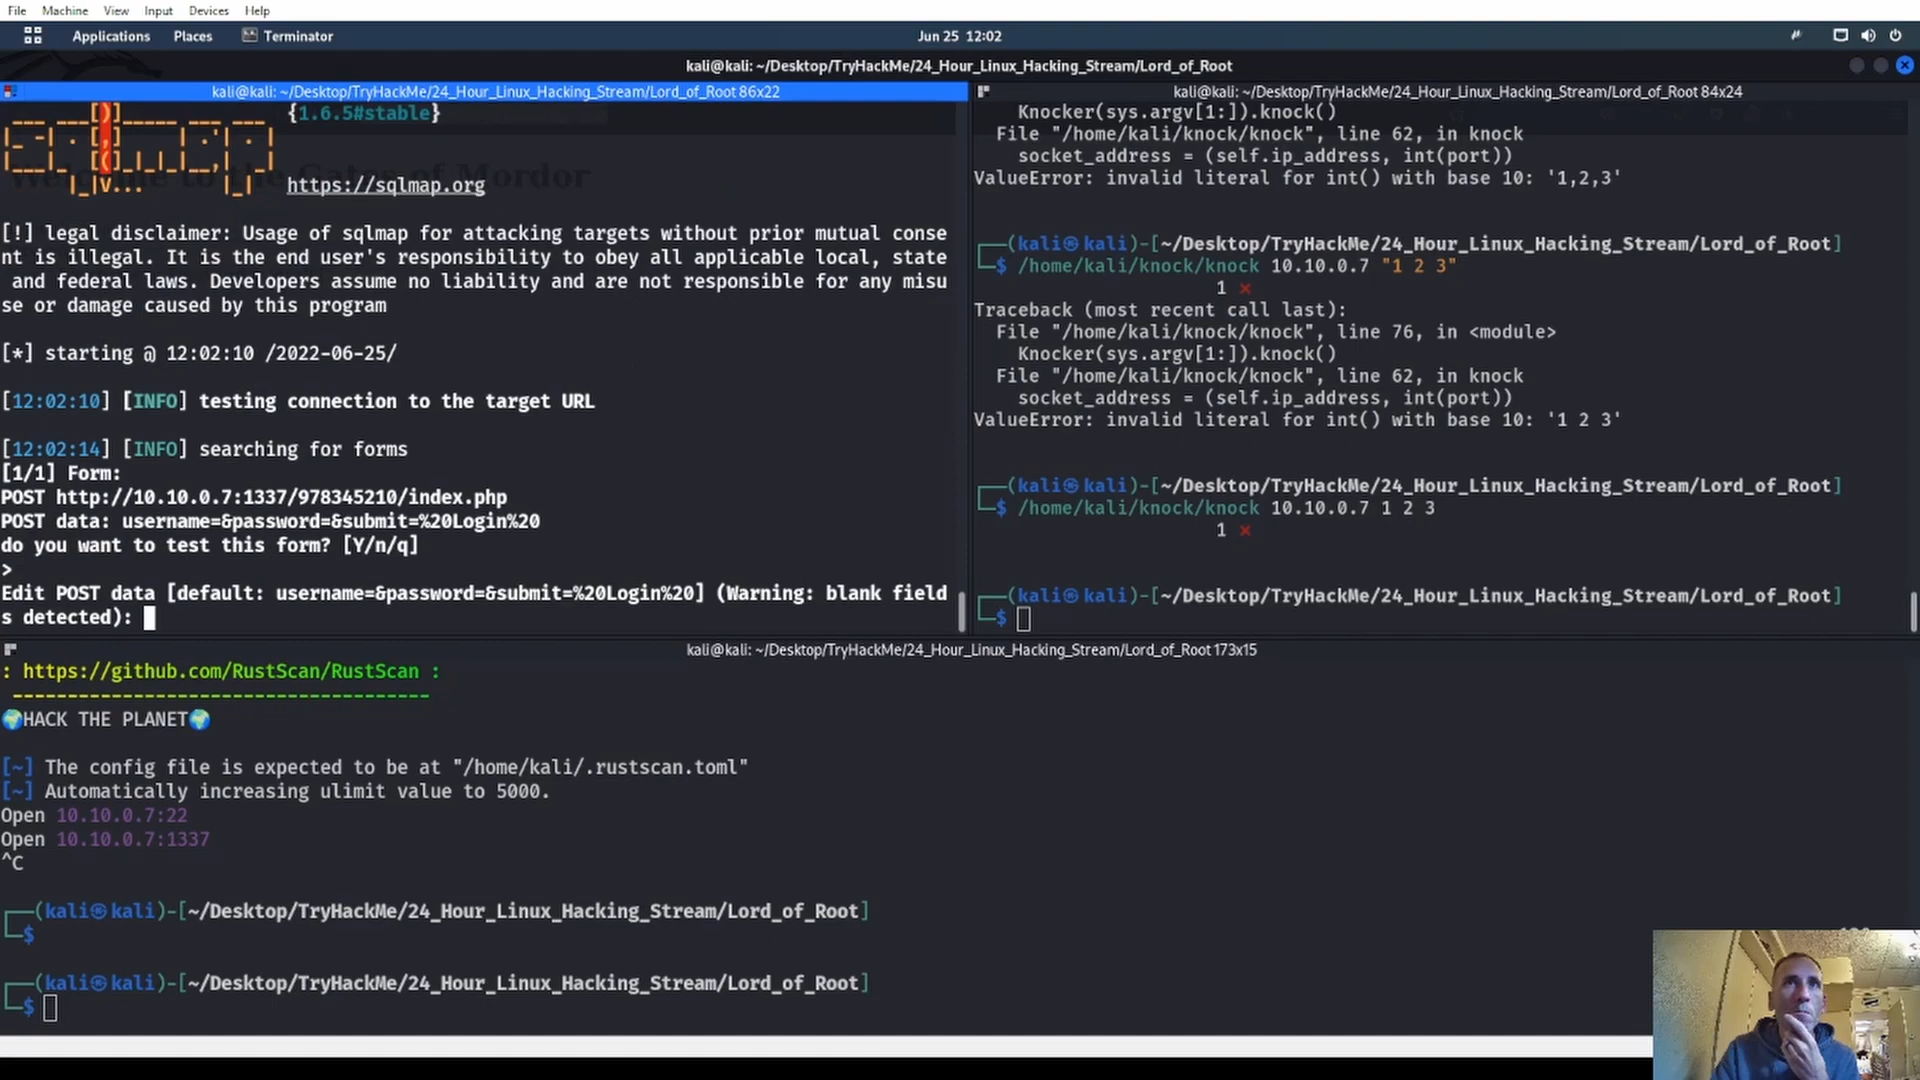 File Machine View Input Devices Help
Applications Places Terminator Jun 25 12:02
kali@kali: ~/Desktop/TryHackMe/24_Hour_Linux_Hacking_Stream/Lord_of_Root
kali@kali: ~/Desktop/TryHackMe/24_Hour_Linux_Hacking_Stream/Lord_of_Root 86x22
{1.6.5#stable}
Welcome to the Gates of Mordor
https://sqlmap.org
[!] legal disclaimer: Usage of sqlmap for attacking targets without prior mutual conse
nt is illegal. It is the end user's responsibility to obey all applicable local, state
and federal laws. Developers assume no liability and are not responsible for any misu
se or damage caused by this program
[*] starting @ 12:02:10 /2022-06-25/
[12:02:10] [INFO] testing connection to the target URL
[12:02:14] [INFO] searching for forms
[1/1] Form:
POST http://10.10.0.7:1337/978345210/index.php
POST data: username=&password=&submit=%20Login%20
do you want to test this form? [Y/n/q]
>
Edit POST data [default: username=&password=&submit=%20Login%20] (Warning: blank field
s detected):
kali@kali: ~/Desktop/TryHackMe/24_Hour_Linux_Hacking_Stream/Lord_of_Root 84x24
Knocker(sys.argv[1:]).knock()
File "/home/kali/knock/knock", line 62, in knock
socket_address = (self.ip_address, int(port))
ValueError: invalid literal for int() with base 10: '1,2,3'
┌──(kali㉿kali)-[~/Desktop/TryHackMe/24_Hour_Linux_Hacking_Stream/Lord_of_Root]
└─$ /home/kali/knock/knock 10.10.0.7 "1 2 3"
1 ⨯
Traceback (most recent call last):
File "/home/kali/knock/knock", line 76, in <module>
Knocker(sys.argv[1:]).knock()
File "/home/kali/knock/knock", line 62, in knock
socket_address = (self.ip_address, int(port))
ValueError: invalid literal for int() with base 10: '1 2 3'
┌──(kali㉿kali)-[~/Desktop/TryHackMe/24_Hour_Linux_Hacking_Stream/Lord_of_Root]
└─$ /home/kali/knock/knock 10.10.0.7 1 2 3
1 ⨯
┌──(kali㉿kali)-[~/Desktop/TryHackMe/24_Hour_Linux_Hacking_Stream/Lord_of_Root]
└─$
kali@kali: ~/Desktop/TryHackMe/24_Hour_Linux_Hacking_Stream/Lord_of_Root 173x15
: https://github.com/RustScan/RustScan :
--------------------------------------
🌍HACK THE PLANET🌍
[~] The config file is expected to be at "/home/kali/.rustscan.toml"
[~] Automatically increasing ulimit value to 5000.
Open 10.10.0.7:22
Open 10.10.0.7:1337
^C
┌──(kali㉿kali)-[~/Desktop/TryHackMe/24_Hour_Linux_Hacking_Stream/Lord_of_Root]
└─$
┌──(kali㉿kali)-[~/Desktop/TryHackMe/24_Hour_Linux_Hacking_Stream/Lord_of_Root]
└─$